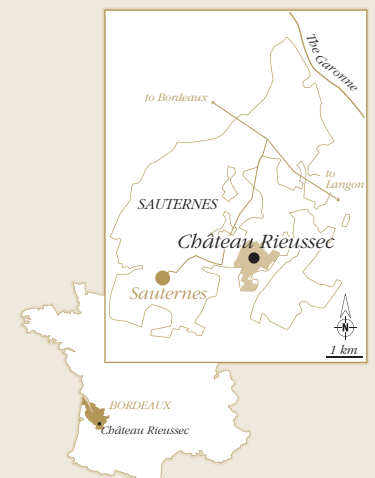 The Garonne
to Bordeaux
to
Langon
SAUTERNES
Château Rieussec
Sauternes
N
1 km
BORDEAUX
Château Rieussec